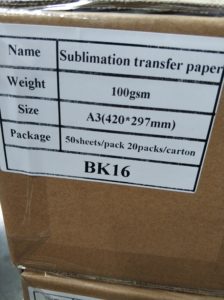 Name Sublimation transfer paper
Weight 100gsm
Size A3(420*297mm)
Package 50sheets/pack 20packs/carton
BK16